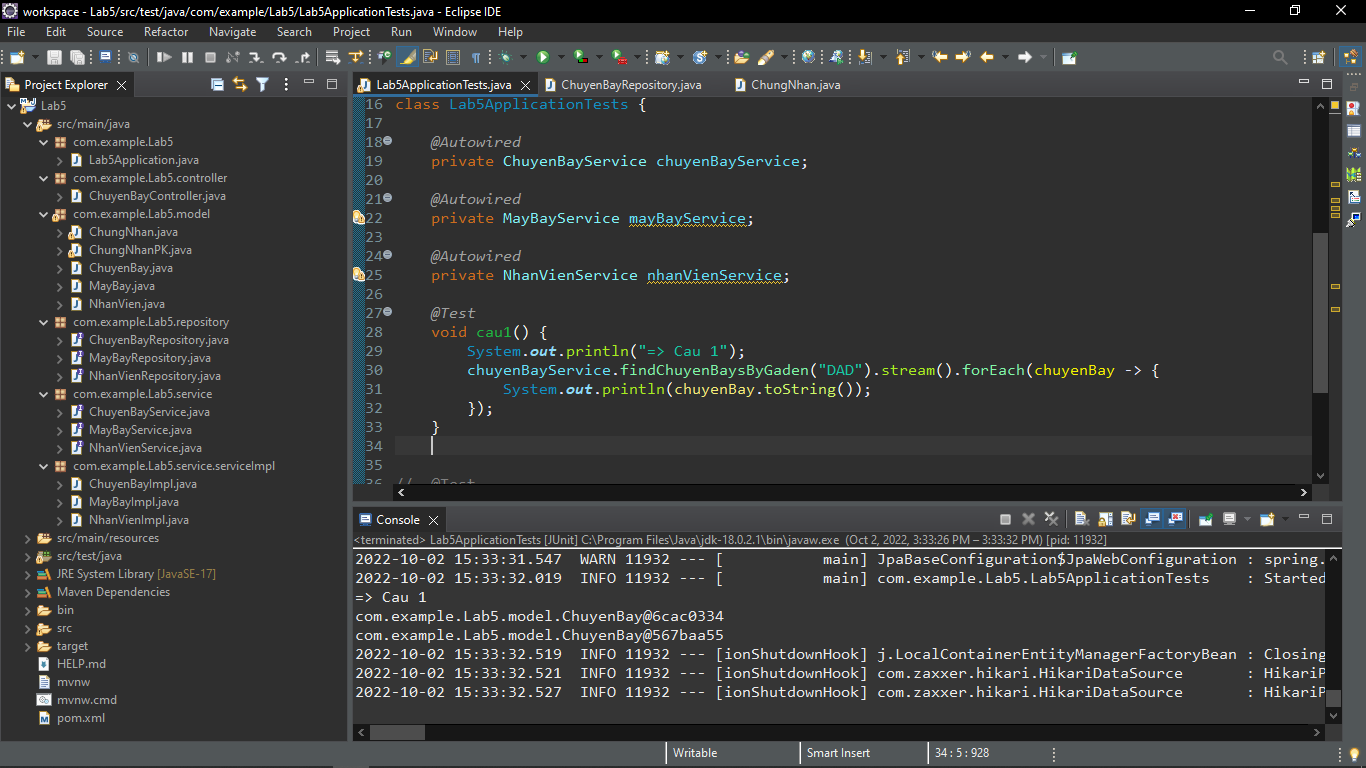 workspace - Lab5/src/test/java/com/example/Lab5/Lab5ApplicationTests.java - Eclipse IDE
File Edit Source Refactor Navigate Search Project Run Window Help
Project Explorer
Lab5
src/main/java
com.example.Lab5
Lab5Application.java
com.example.Lab5.controller
ChuyenBayController.java
com.example.Lab5.model
ChungNhan.java
ChungNhanPK.java
ChuyenBay.java
MayBay.java
NhanVien.java
com.example.Lab5.repository
ChuyenBayRepository.java
MayBayRepository.java
NhanVienRepository.java
com.example.Lab5.service
ChuyenBayService.java
MayBayService.java
NhanVienService.java
com.example.Lab5.service.serviceImpl
ChuyenBayImpl.java
MayBayImpl.java
NhanVienImpl.java
src/main/resources
src/test/java
JRE System Library [JavaSE-17]
Maven Dependencies
bin
src
target
HELP.md
mvnw
mvnw.cmd
pom.xml
Lab5ApplicationTests.java ChuyenBayRepository.java ChungNhan.java
16 class Lab5ApplicationTests {
17
18 @Autowired
19 private ChuyenBayService chuyenBayService;
20
21 @Autowired
22 private MayBayService mayBayService;
23
24 @Autowired
25 private NhanVienService nhanVienService;
26
27 @Test
28 void cau1() {
29 System.out.println("=> Cau 1");
30 chuyenBayService.findChuyenBaysByGaden("DAD").stream().forEach(chuyenBay -> {
31 System.out.println(chuyenBay.toString());
32 });
33 }
34
35
36 // @Test
Console
<terminated> Lab5ApplicationTests [JUnit] C:\Program Files\Java\jdk-18.0.2.1\bin\javaw.exe (Oct 2, 2022, 3:33:26 PM – 3:33:32 PM) [pid: 11932]
2022-10-02 15:33:31.547 WARN 11932 --- [ main] JpaBaseConfiguration$JpaWebConfiguration : spring.
2022-10-02 15:33:32.019 INFO 11932 --- [ main] com.example.Lab5.Lab5ApplicationTests : Started
=> Cau 1
com.example.Lab5.model.ChuyenBay@6cac0334
com.example.Lab5.model.ChuyenBay@567baa55
2022-10-02 15:33:32.519 INFO 11932 --- [ionShutdownHook] j.LocalContainerEntityManagerFactoryBean : Closing
2022-10-02 15:33:32.521 INFO 11932 --- [ionShutdownHook] com.zaxxer.hikari.HikariDataSource : HikariP
2022-10-02 15:33:32.527 INFO 11932 --- [ionShutdownHook] com.zaxxer.hikari.HikariDataSource : HikariP
Writable Smart Insert 34 : 5 : 928